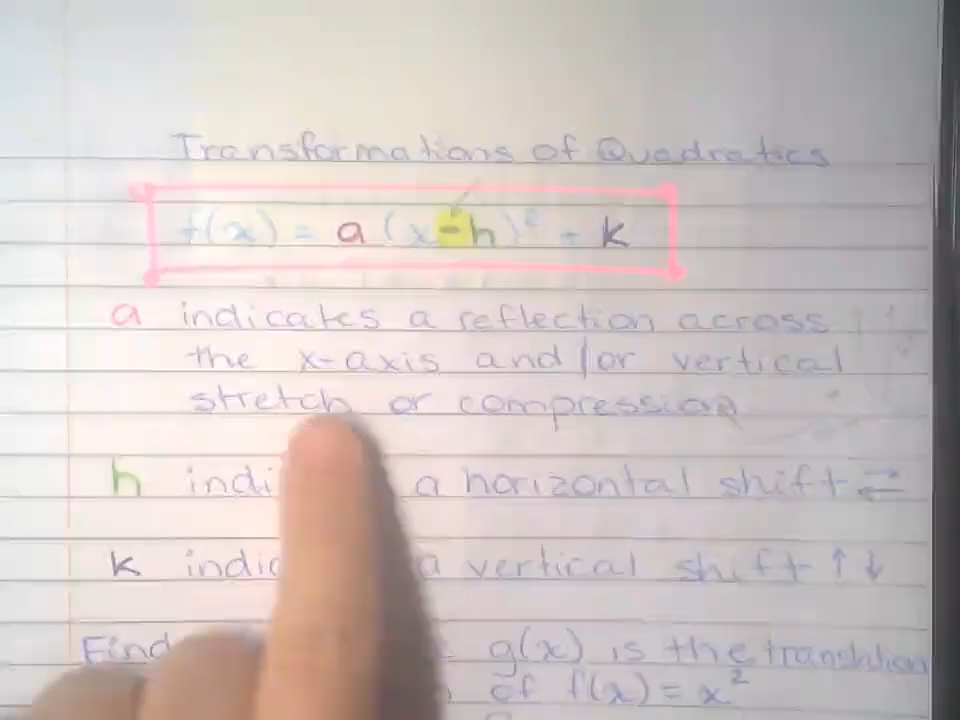 Transformations of Quadratics
f(x) = a (x-h)² + k
a indicates a reflection across
the x-axis and/or vertical
stretch or compression
h indi a horizontal shift ⇄
k indic a vertical shift ↑↓
Find g(x) is the translation
of f(x) = x²